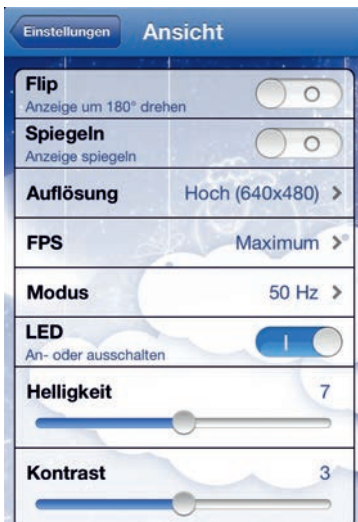 Einstellungen Ansicht
Flip
Anzeige um 180° drehen
Spiegeln
Anzeige spiegeln
Auflösung Hoch (640x480)
FPS Maximum
Modus 50 Hz
LED
An- oder ausschalten
Helligkeit 7
Kontrast 3